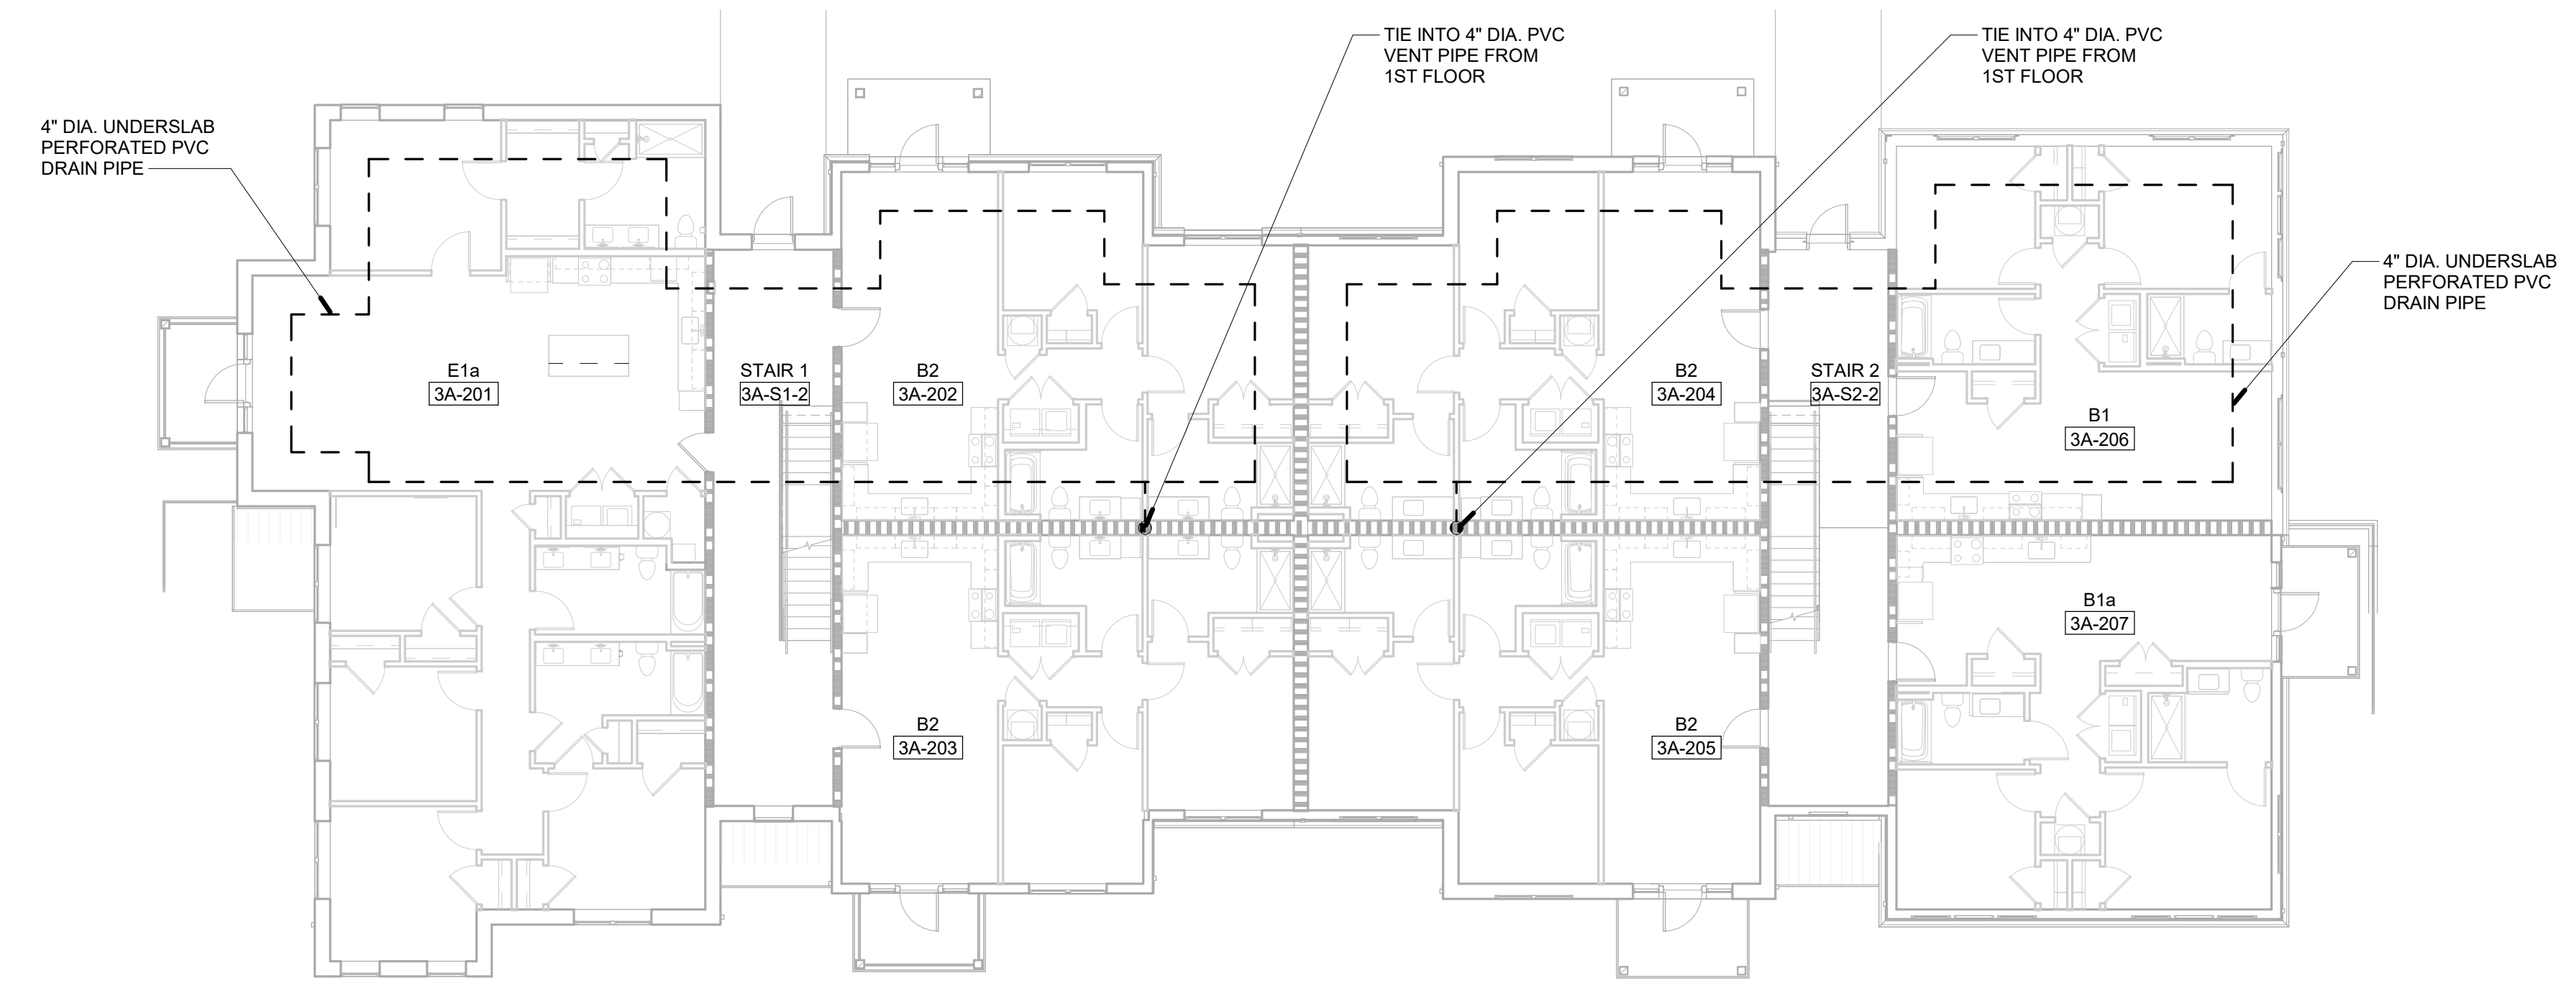 TIE INTO 4" DIA. PVC
VENT PIPE FROM
1ST FLOOR
TIE INTO 4" DIA. PVC
VENT PIPE FROM
1ST FLOOR
4" DIA. UNDERSLAB
PERFORATED PVC
DRAIN PIPE
4" DIA. UNDERSLAB
PERFORATED PVC
DRAIN PIPE
E1a
3A-201
STAIR 1
3A-S1-2
B2
3A-202
B2
3A-204
STAIR 2
3A-S2-2
B1
3A-206
B1a
3A-207
B2
3A-203
B2
3A-205